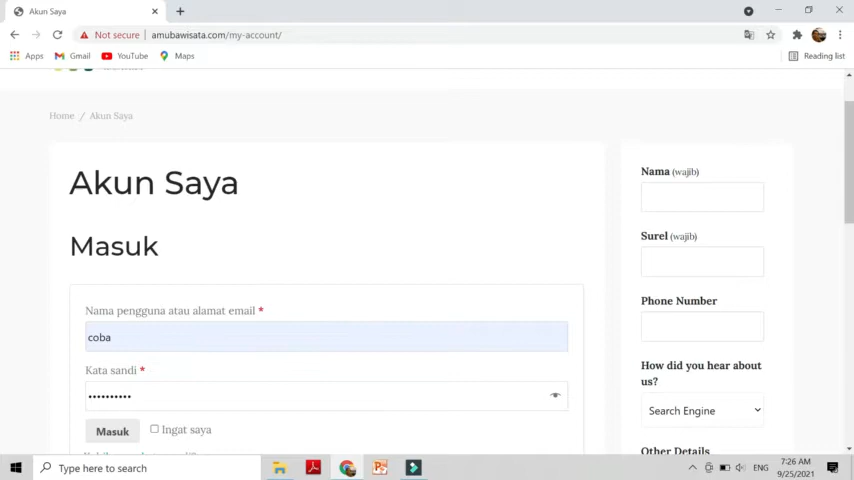 Akun Saya
Not secure
amubawisata.com/my-account/
Apps
Gmail
YouTube
Maps
Reading list
Home / Akun Saya
Akun Saya
Masuk
Nama pengguna atau alamat email *
coba
Kata sandi *
••••••••••
Masuk
Ingat saya
Nama (wajib)
Surel (wajib)
Phone Number
How did you hear about
us?
Search Engine
Other Details
Type here to search
ENG
7:26 AM
9/25/2021